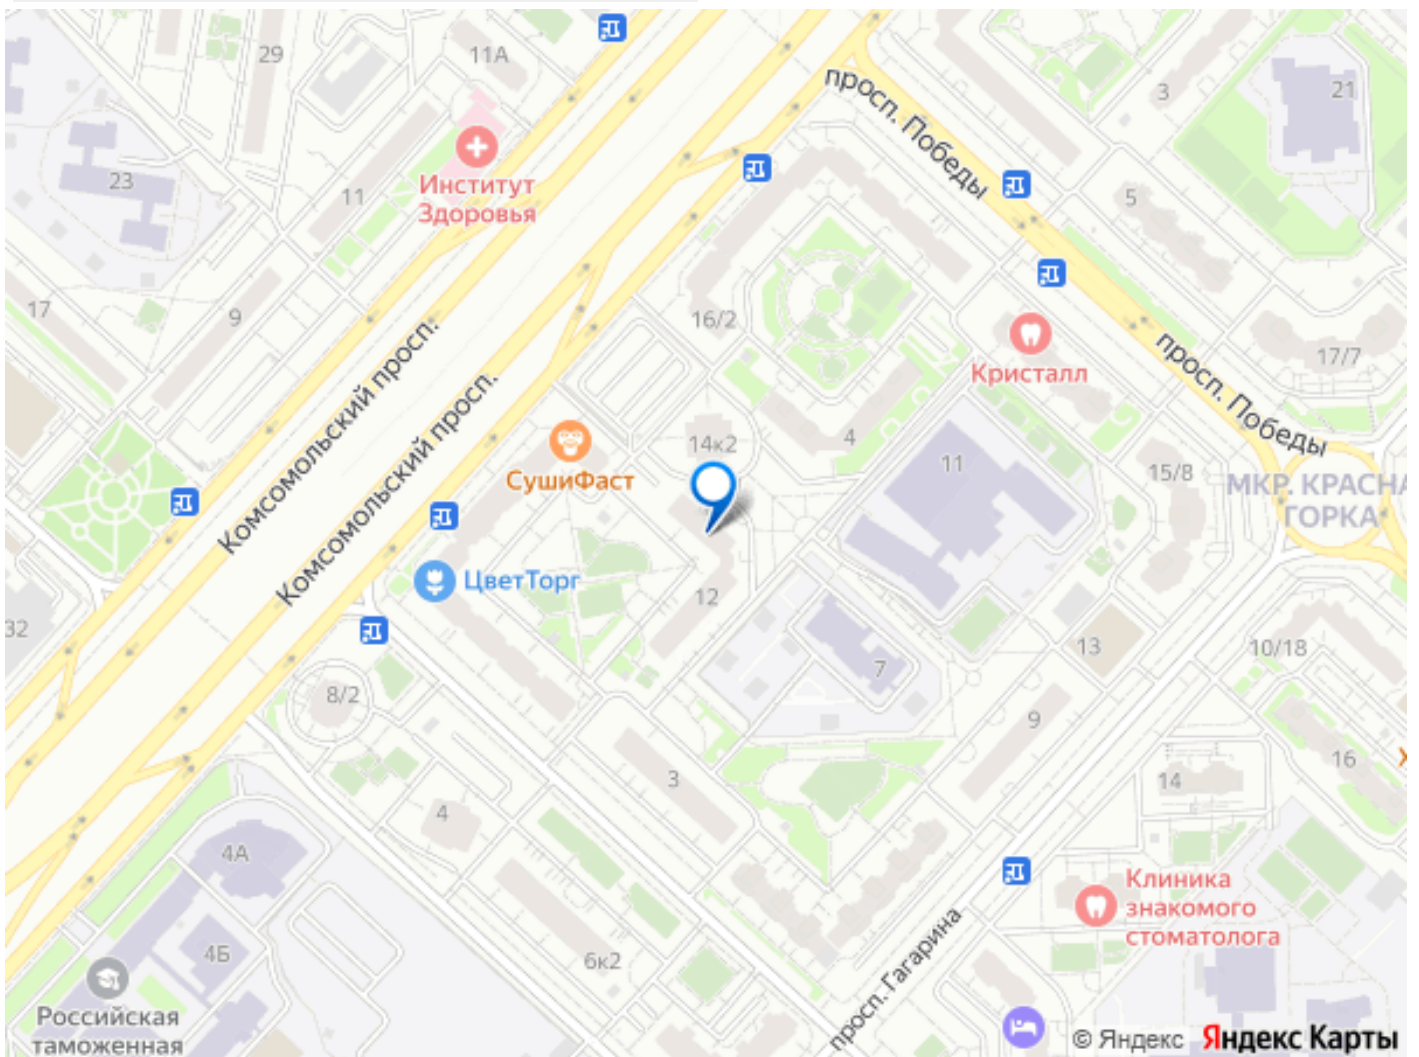 29
11А
просп. Победы
3
21
23
Институт
Здоровья
11
5
17
9
16/2
17/7
Комсомольский просп.
Комсомольский просп.
Кристалл
просп. Победы
СушиФаст
14к2
4
11
15/8
МКР. КРАСНА
ГОРКА
ЦветТорг
12
32
7
13
10/18
8/2
9
3
14
16
Х
4
4А
Клиника
знакомого
стоматолога
4Б
6к2
просп. Гагарина
Российская
таможенная
© Яндекс
Яндекс Карты